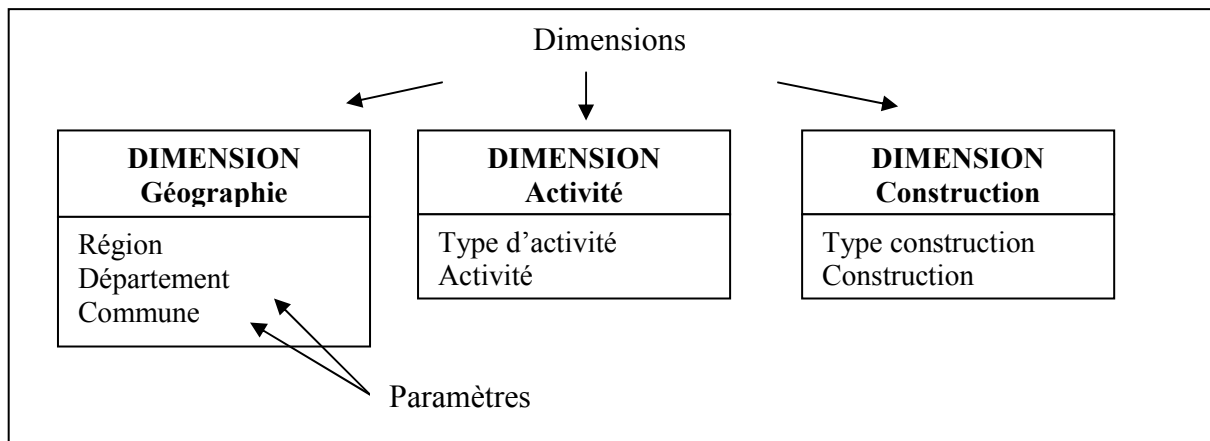 Dimensions
DIMENSION
Géographie
Région
Département
Commune
DIMENSION
Activité
Type d’activité
Activité
DIMENSION
Construction
Type construction
Construction
Paramètres